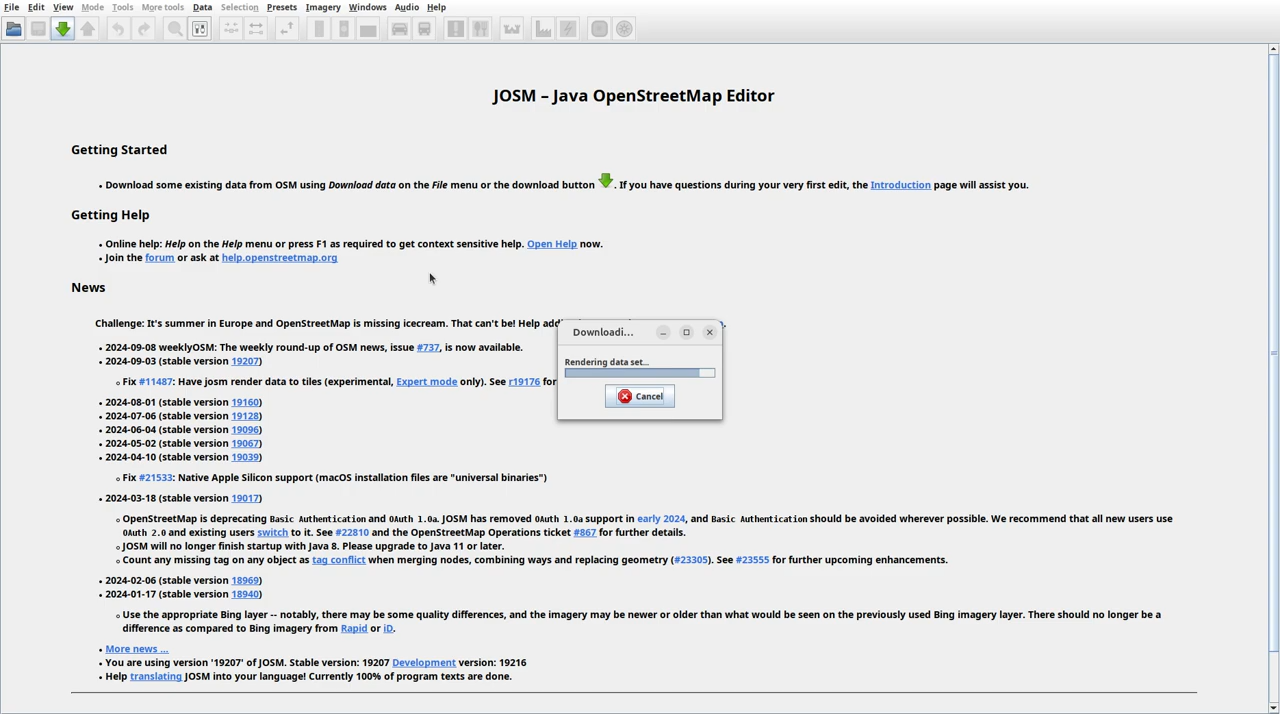 File Edit View Mode Tools More tools Data Selection Presets Imagery Windows Audio Help
JOSM – Java OpenStreetMap Editor
Getting Started
• Download some existing data from OSM using Download data on the File menu or the download button . If you have questions during your very first edit, the Introduction page will assist you.
Getting Help
• Online help: Help on the Help menu or press F1 as required to get context sensitive help. Open Help now.
• Join the forum or ask at help.openstreetmap.org
News
Challenge: It's summer in Europe and OpenStreetMap is missing icecream. That can't be! Help
• 2024-09-08 weeklyOSM: The weekly round-up of OSM news, issue #737, is now available.
• 2024-09-03 (stable version 19207)
Fix #11487: Have josm render data to tiles (experimental, Expert mode only). See r19176 for
• 2024-08-01 (stable version 19160)
• 2024-07-06 (stable version 19128)
• 2024-06-04 (stable version 19096)
• 2024-05-02 (stable version 19067)
• 2024-04-10 (stable version 19039)
Fix #21533: Native Apple Silicon support (macOS installation files are "universal binaries")
• 2024-03-18 (stable version 19017)
OpenStreetMap is deprecating Basic Authentication and OAuth 1.0a. JOSM has removed OAuth 1.0a support in early 2024, and Basic Authentication should be avoided wherever possible. We recommend that all new users use
OAuth 2.0 and existing users switch to it. See #22810 and the OpenStreetMap Operations ticket #867 for further details.
JOSM will no longer finish startup with Java 8. Please upgrade to Java 11 or later.
Count any missing tag on any object as tag conflict when merging nodes, combining ways and replacing geometry (#23305). See #23555 for further upcoming enhancements.
• 2024-02-06 (stable version 18969)
• 2024-01-17 (stable version 18940)
Use the appropriate Bing layer -- notably, there may be some quality differences, and the imagery may be newer or older than what would be seen on the previously used Bing imagery layer. There should no longer be a
difference as compared to Bing imagery from Rapid or iD.
• More news ...
• You are using version '19207' of JOSM. Stable version: 19207 Development version: 19216
• Help translating JOSM into your language! Currently 100% of program texts are done.
Downloadi...
Rendering data set...
Cancel